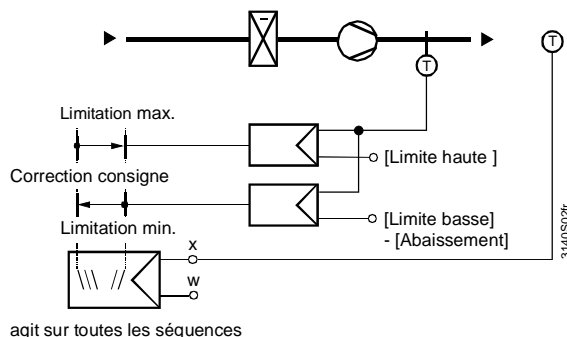 T
T
Limitation max.
[Limite haute ]
Correction consigne
[Limite basse]
- [Abaissement]
Limitation min.
x
w
agit sur toutes les séquences
3140S02fr